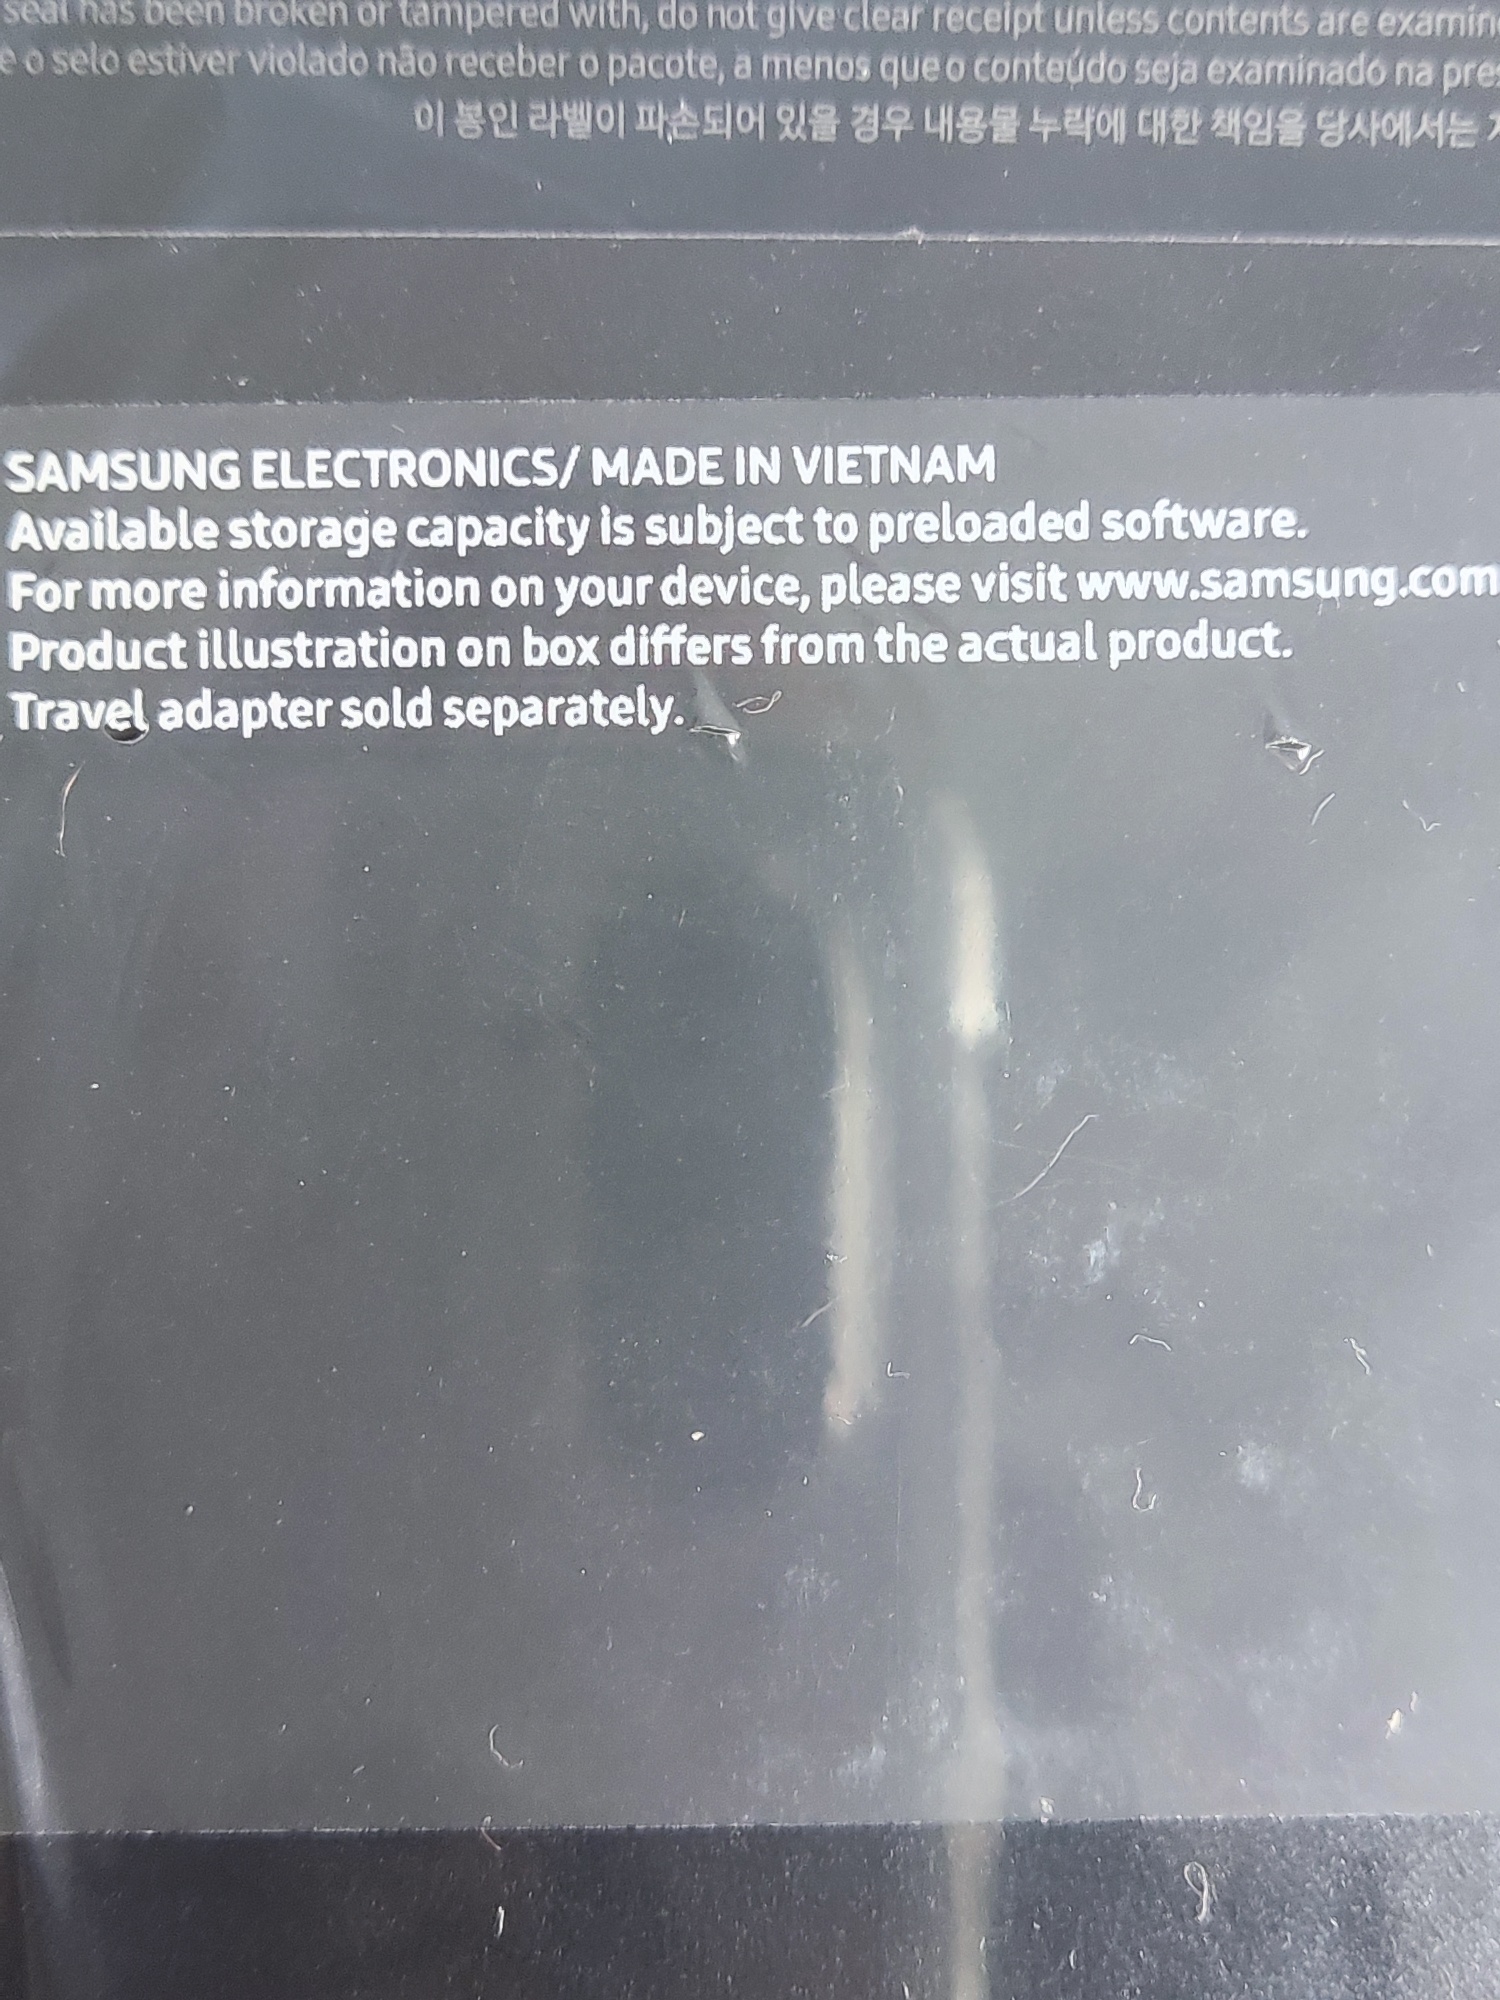 seal has been broken or tampered with, do not give clear receipt unless contents are
e o selo estiver violado não receber o pacote, a menos que o conteúdo seja examinado na
이 봉인 라벨이 파손되어 있을 경우 내용물 누락에 대한 책임을 당사에서는
SAMSUNG ELECTRONICS/ MADE IN VIETNAM
Available storage capacity is subject to preloaded software.
For more information on your device, please visit www.samsung.com
Product illustration on box differs from the actual product.
Travel adapter sold separately.